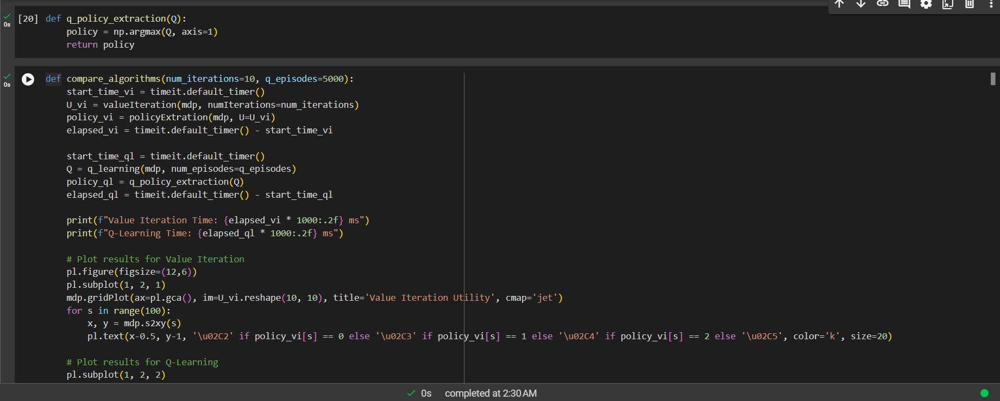 [20] def q_policy_extraction(Q):
policy = np.argmax(Q, axis=1)
return policy
0s
def compare_algorithms(num_iterations=10, q_episodes=5000):
start_time_vi = timeit.default_timer()
U_vi = valueIteration(mdp, numIterations=num_iterations)
policy_vi = policyExtration(mdp, U=U_vi)
elapsed_vi = timeit.default_timer() - start_time_vi
start_time_ql = timeit.default_timer()
Q = q_learning(mdp, num_episodes=q_episodes)
policy_ql = q_policy_extraction(Q)
elapsed_ql = timeit.default_timer() - start_time_ql
print(f"Value Iteration Time: {elapsed_vi * 1000:.2f} ms")
print(f"Q-Learning Time: {elapsed_ql * 1000:.2f} ms")
# Plot results for Value Iteration
pl.figure(figsize=(12,6))
pl.subplot(1, 2, 1)
mdp.gridPlot(ax=pl.gca(), im=U_vi.reshape(10, 10), title='Value Iteration Utility', cmap='jet')
for s in range(100):
x, y = mdp.s2xy(s)
pl.text(x-0.5, y-1, '\u02C2' if policy_vi[s] == 0 else '\u02C3' if policy_vi[s] == 1 else '\u02C4' if policy_vi[s] == 2 else '\u02C5', color='k', size=20)
# Plot results for Q-Learning
pl.subplot(1, 2, 2)
0s
0s completed at 2:30 AM